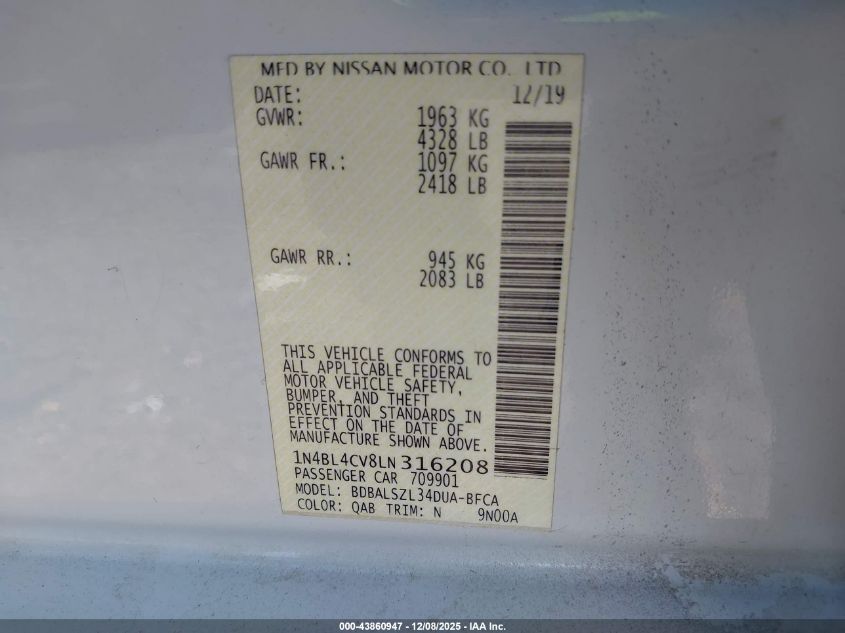 MFD BY NISSAN MOTOR CO. LTD
DATE: 12/19
GVWR: 1963 KG
4328 LB
GAWR FR.: 1097 KG
2418 LB
GAWR RR.: 945 KG
2083 LB
THIS VEHICLE CONFORMS TO
ALL APPLICABLE FEDERAL
MOTOR VEHICLE SAFETY,
BUMPER, AND THEFT
PREVENTION STANDARDS IN
EFFECT ON THE DATE OF
MANUFACTURE SHOWN ABOVE.
1N4BL4CV8LN316208
PASSENGER CAR 709901
MODEL: BDBALSZL34DUA-BFCA
COLOR: QAB TRIM: N 9N00A
000-43860947 - 12/08/2025 - IAA Inc.